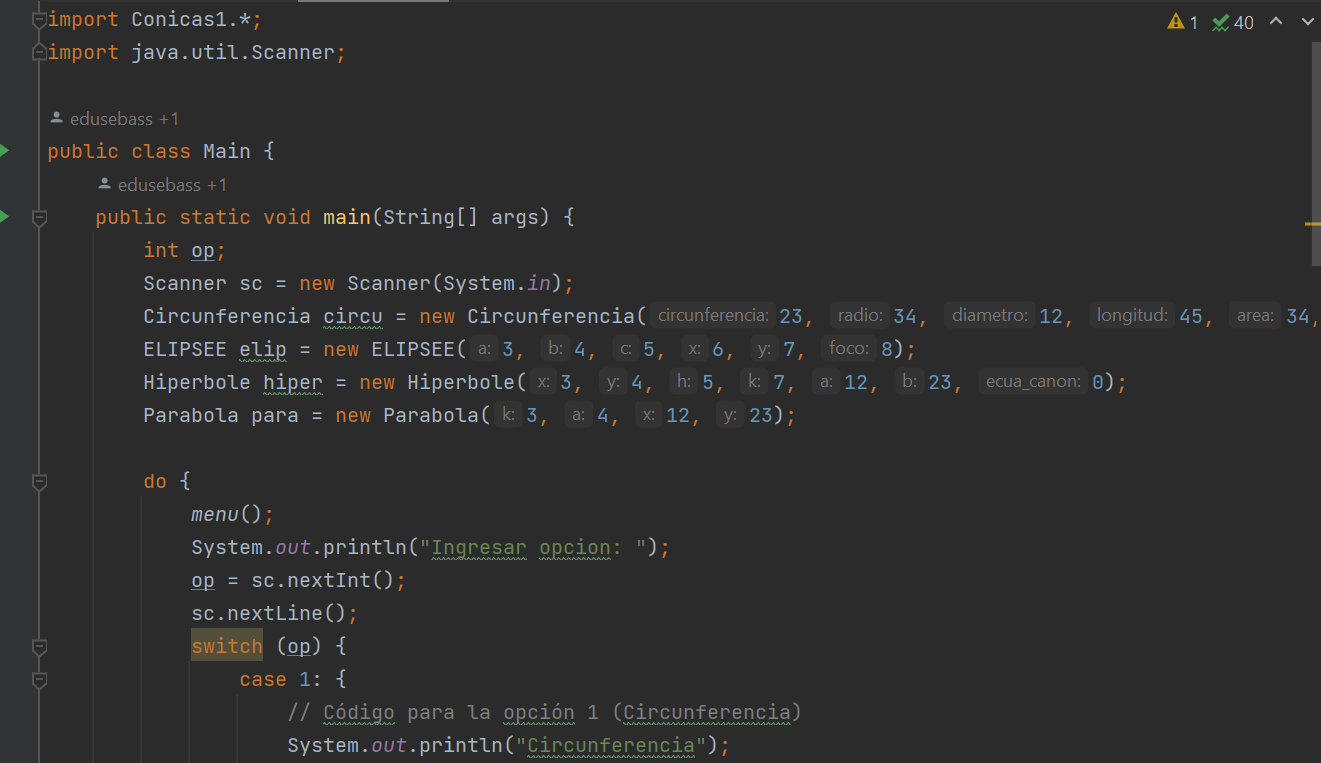 import Conicas1.*;
1 40
import java.util.Scanner;
edusebass +1
public class Main {
edusebass +1
public static void main(String[] args) {
int op;
Scanner sc = new Scanner(System.in);
Circunferencia circu = new Circunferencia( circunferencia: 23, radio: 34, diametro: 12, longitud: 45, area: 34,
ELIPSEE elip = new ELIPSEE( a: 3, b: 4, c: 5, x: 6, y: 7, foco: 8);
Hiperbole hiper = new Hiperbole( x: 3, y: 4, h: 5, k: 7, a: 12, b: 23, ecua_canon: 0);
Parabola para = new Parabola( k: 3, a: 4, x: 12, y: 23);
do {
menu();
System.out.println("Ingresar opcion: ");
op = sc.nextInt();
sc.nextLine();
switch (op) {
case 1: {
// Código para la opción 1 (Circunferencia)
System.out.println("Circunferencia");